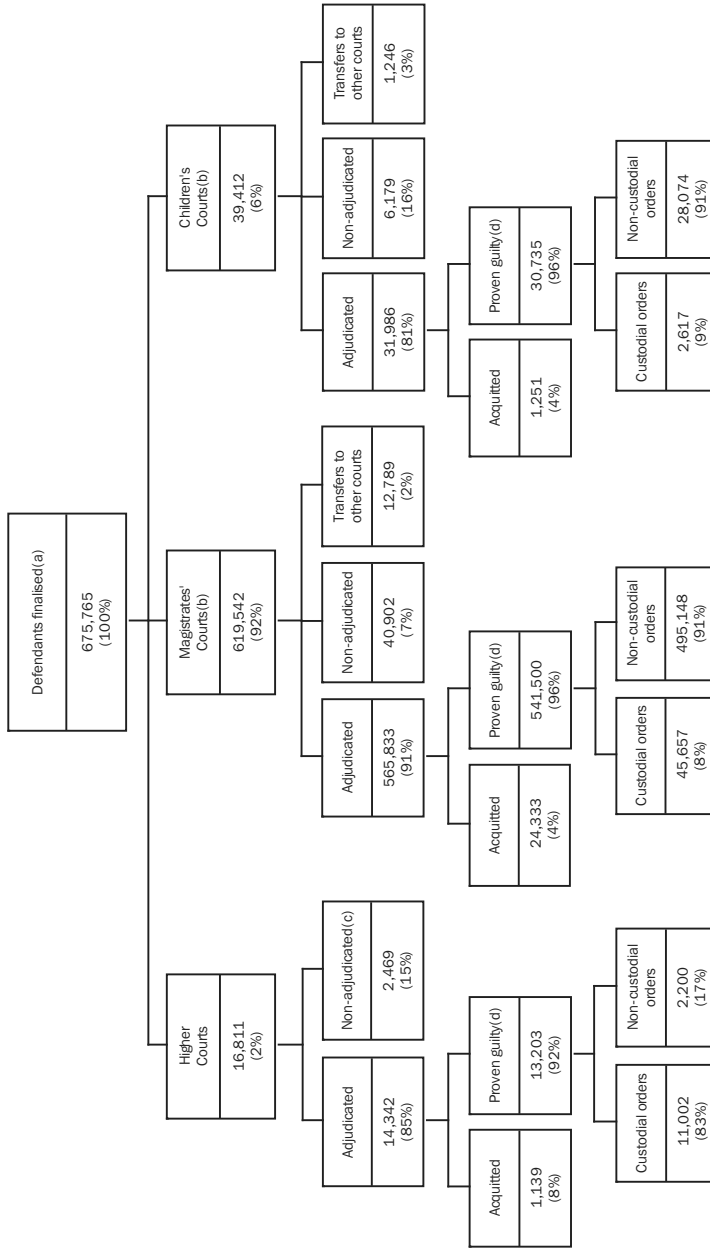 Defendants finalised(a)
675,765
(100%)
Higher
Courts
16,811
(2%)
Magistrates'
Courts(b)
619,542
(92%)
Children's
Courts(b)
39,412
(6%)
Adjudicated
14,342
(85%)
Non-adjudicated(c)
2,469
(15%)
Adjudicated
565,833
(91%)
Non-adjudicated
40,902
(7%)
Transfers to
other courts
12,789
(2%)
Adjudicated
31,986
(81%)
Non-adjudicated
6,179
(16%)
Transfers to
other courts
1,246
(3%)
Acquitted
1,139
(8%)
Proven guilty(d)
13,203
(92%)
Acquitted
24,333
(4%)
Proven guilty(d)
541,500
(96%)
Acquitted
1,251
(4%)
Proven guilty(d)
30,735
(96%)
Custodial orders
11,002
(83%)
Non-custodial
orders
2,200
(17%)
Custodial orders
45,657
(8%)
Non-custodial
orders
495,148
(91%)
Custodial orders
2,617
(9%)
Non-custodial
orders
28,074
(91%)